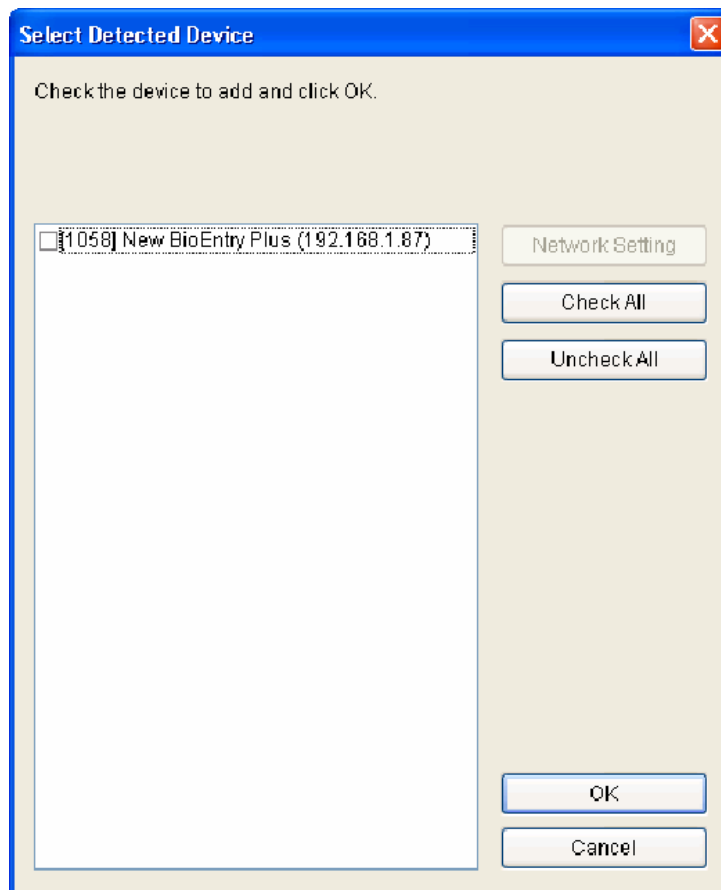 Select Detected Device
Check the device to add and click OK.
[1058] New BioEntry Plus (192.168.1.87)
Network Setting
Check All
Uncheck All
OK
Cancel